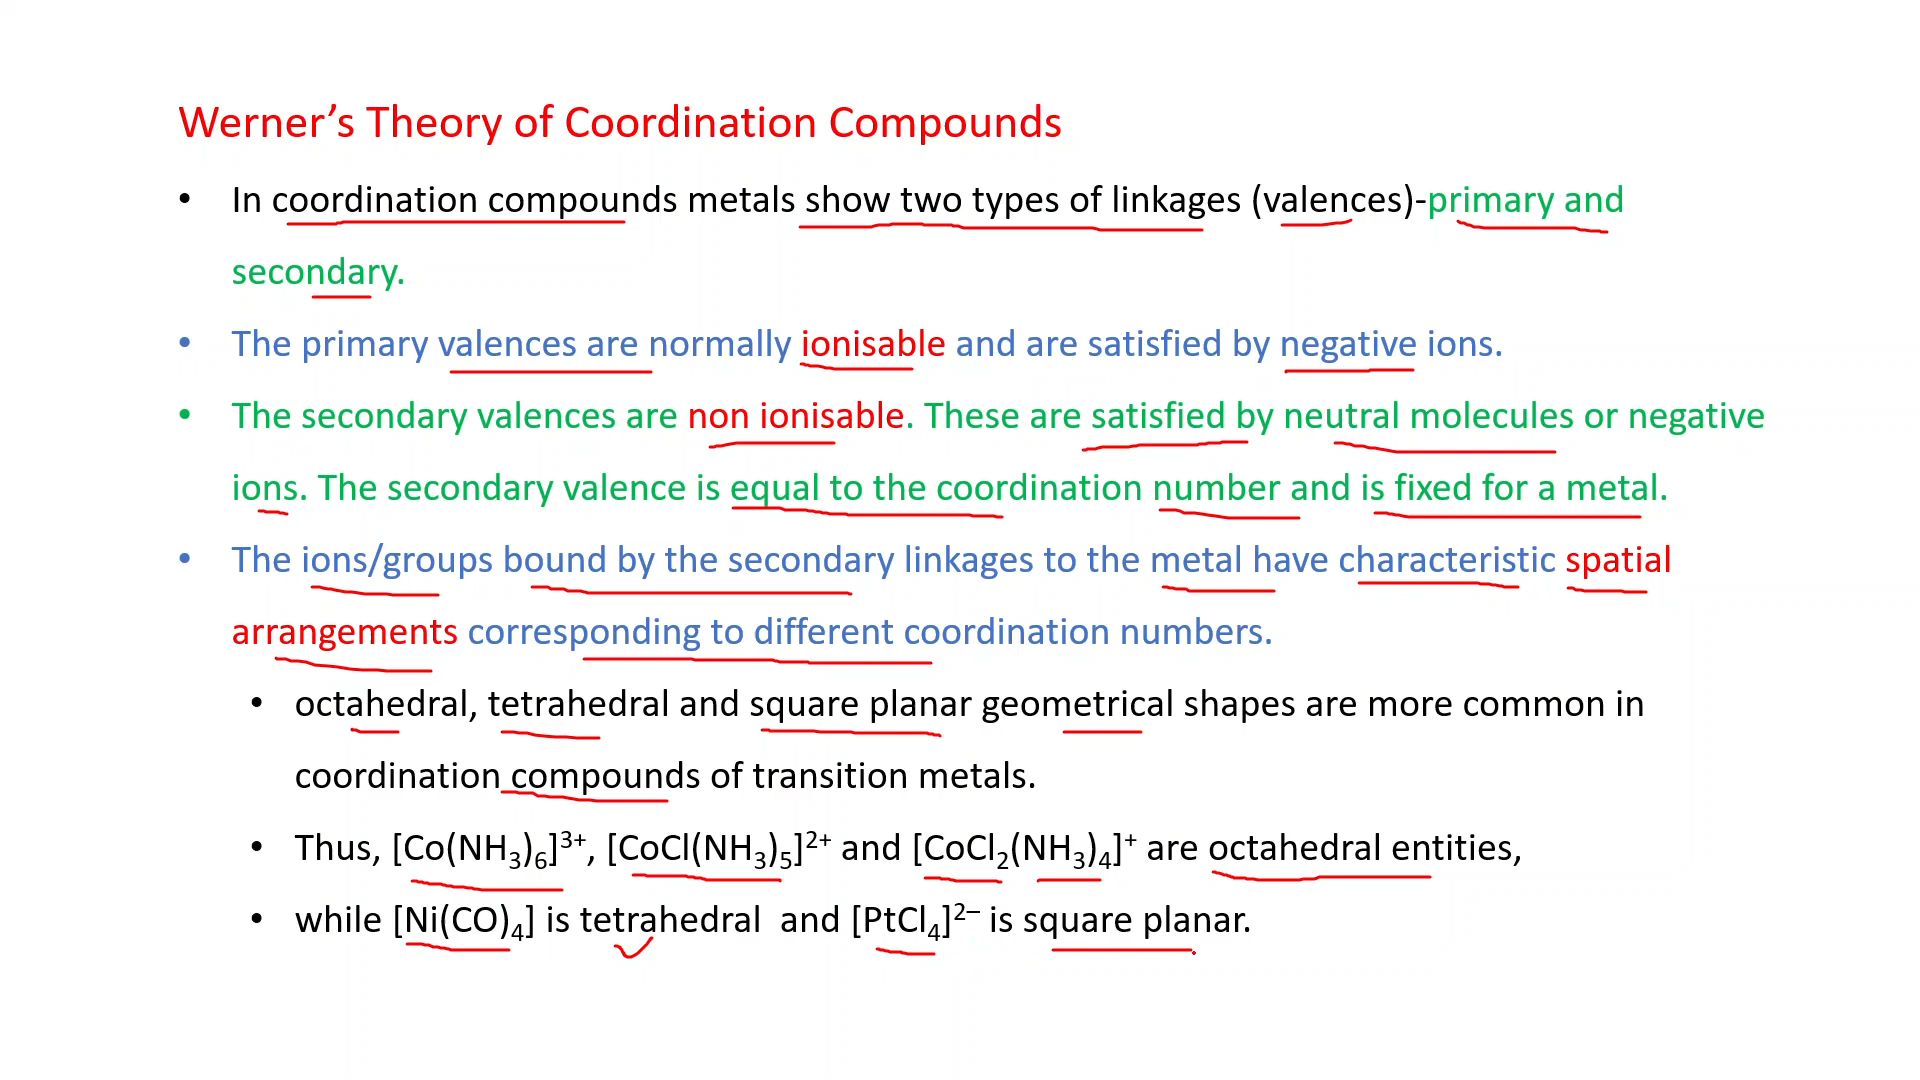 Werner’s Theory of Coordination Compounds
• In coordination compounds metals show two types of linkages (valences)-primary and
secondary.
• The primary valences are normally ionisable and are satisfied by negative ions.
• The secondary valences are non ionisable. These are satisfied by neutral molecules or negative
ions. The secondary valence is equal to the coordination number and is fixed for a metal.
• The ions/groups bound by the secondary linkages to the metal have characteristic spatial
arrangements corresponding to different coordination numbers.
• octahedral, tetrahedral and square planar geometrical shapes are more common in
coordination compounds of transition metals.
• Thus, [Co(NH₃)₆]³⁺, [CoCl(NH₃)₅]²⁺ and [CoCl₂(NH₃)₄]⁺ are octahedral entities,
• while [Ni(CO)₄] is tetrahedral and [PtCl₄]²⁻ is square planar.